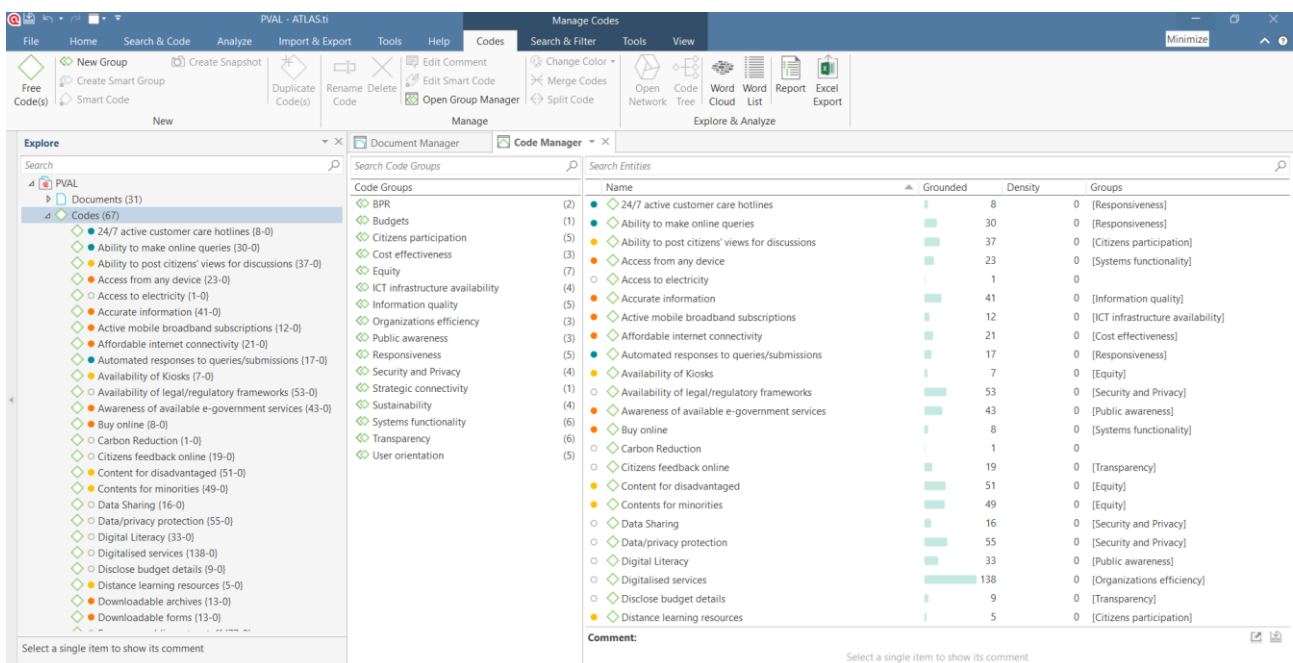 PVAL - ATLAS.ti
Manage Codes
File Home Search & Code Analyze Import & Export Tools Help Codes Search & Filter Tools View Minimize
Free Code(s)
New Group
Create Smart Group
Smart Code
Create Snapshot
New
Duplicate Code(s)
Rename Code
Delete
Edit Comment
Edit Smart Code
Open Group Manager
Manage
Change Color
Merge Codes
Split Code
Open Network
Code Tree
Word Cloud
Word List
Report
Excel Export
Explore & Analyze
Explore
Search
PVAL
Documents (31)
Codes (67)
24/7 active customer care hotlines {8-0}
Ability to make online queries {30-0}
Ability to post citizens' views for discussions {37-0}
Access from any device {23-0}
Access to electricity {1-0}
Accurate information {41-0}
Active mobile broadband subscriptions {12-0}
Affordable internet connectivity {21-0}
Automated responses to queries/submissions {17-0}
Availability of Kiosks {7-0}
Availability of legal/regulatory frameworks {53-0}
Awareness of available e-government services {43-0}
Buy online {8-0}
Carbon Reduction {1-0}
Citizens feedback online {19-0}
Content for disadvantaged {51-0}
Contents for minorities {49-0}
Data Sharing {16-0}
Data/privacy protection {55-0}
Digital Literacy {33-0}
Digitalised services {138-0}
Disclose budget details {9-0}
Distance learning resources {5-0}
Downloadable archives {13-0}
Downloadable forms {13-0}
Select a single item to show its comment
Document Manager
Code Manager
Search Code Groups
Code Groups
BPR (2)
Budgets (1)
Citizens participation (5)
Cost effectiveness (3)
Equity (7)
ICT infrastructure availability (4)
Information quality (5)
Organizations efficiency (3)
Public awareness (3)
Responsiveness (5)
Security and Privacy (4)
Strategic connectivity (1)
Sustainability (4)
Systems functionality (6)
Transparency (6)
User orientation (5)
Search Entities
Name Grounded Density Groups
24/7 active customer care hotlines 8 0 [Responsiveness]
Ability to make online queries 30 0 [Responsiveness]
Ability to post citizens' views for discussions 37 0 [Citizens participation]
Access from any device 23 0 [Systems functionality]
Access to electricity 1 0
Accurate information 41 0 [Information quality]
Active mobile broadband subscriptions 12 0 [ICT infrastructure availability]
Affordable internet connectivity 21 0 [Cost effectiveness]
Automated responses to queries/submissions 17 0 [Responsiveness]
Availability of Kiosks 7 0 [Equity]
Availability of legal/regulatory frameworks 53 0 [Security and Privacy]
Awareness of available e-government services 43 0 [Public awareness]
Buy online 8 0 [Systems functionality]
Carbon Reduction 1 0
Citizens feedback online 19 0 [Transparency]
Content for disadvantaged 51 0 [Equity]
Contents for minorities 49 0 [Equity]
Data Sharing 16 0 [Security and Privacy]
Data/privacy protection 55 0 [Security and Privacy]
Digital Literacy 33 0 [Public awareness]
Digitalised services 138 0 [Organizations efficiency]
Disclose budget details 9 0 [Transparency]
Distance learning resources 5 0 [Citizens participation]
Comment:
Select a single item to show its comment